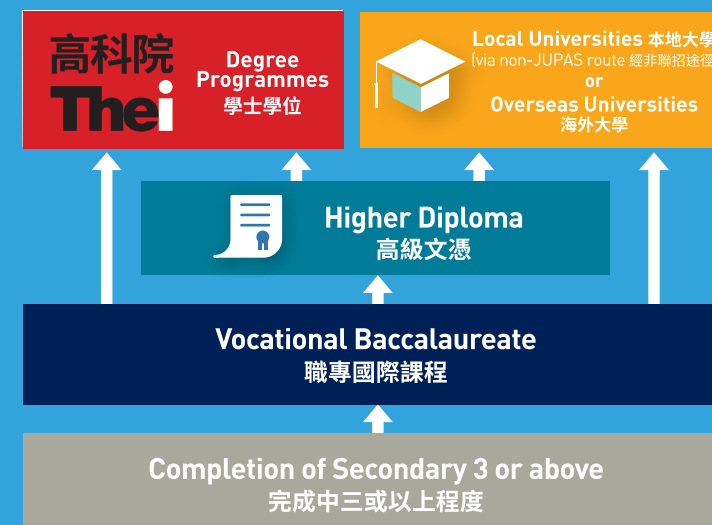 高科院
Thei
Degree
Programmes
學士學位
Local Universities 本地大學
(via non-JUPAS route 經非聯招途徑
or
Overseas Universities
海外大學
Higher Diploma
高級文憑
Vocational Baccalaureate
職專國際課程
Completion of Secondary 3 or above
完成中三或以上程度